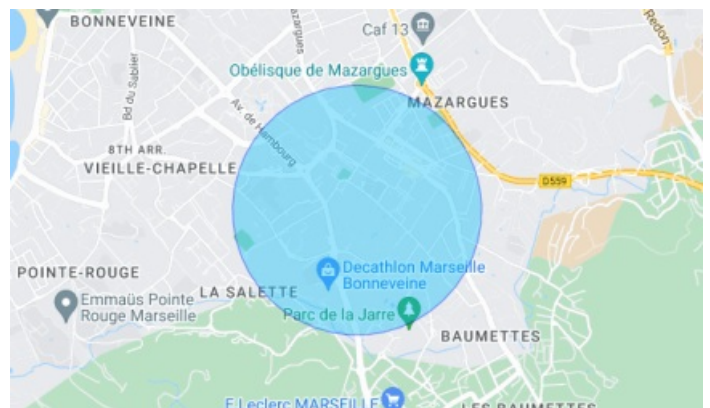 BONNEVEINE
Mazargues
Caf 13
Redon
Bd du Sablier
Obélisque de Mazargues
MAZARGUES
Av. de Hambourg
8TH ARR.
VIEILLE-CHAPELLE
D559
POINTE-ROUGE
Decathlon Marseille
Bonneveine
LA SALETTE
Emmaüs Pointe
Rouge Marseille
Parc de la Jarre
BAUMETTES
E.Leclerc MARSEILLE
LES BAUMETTES